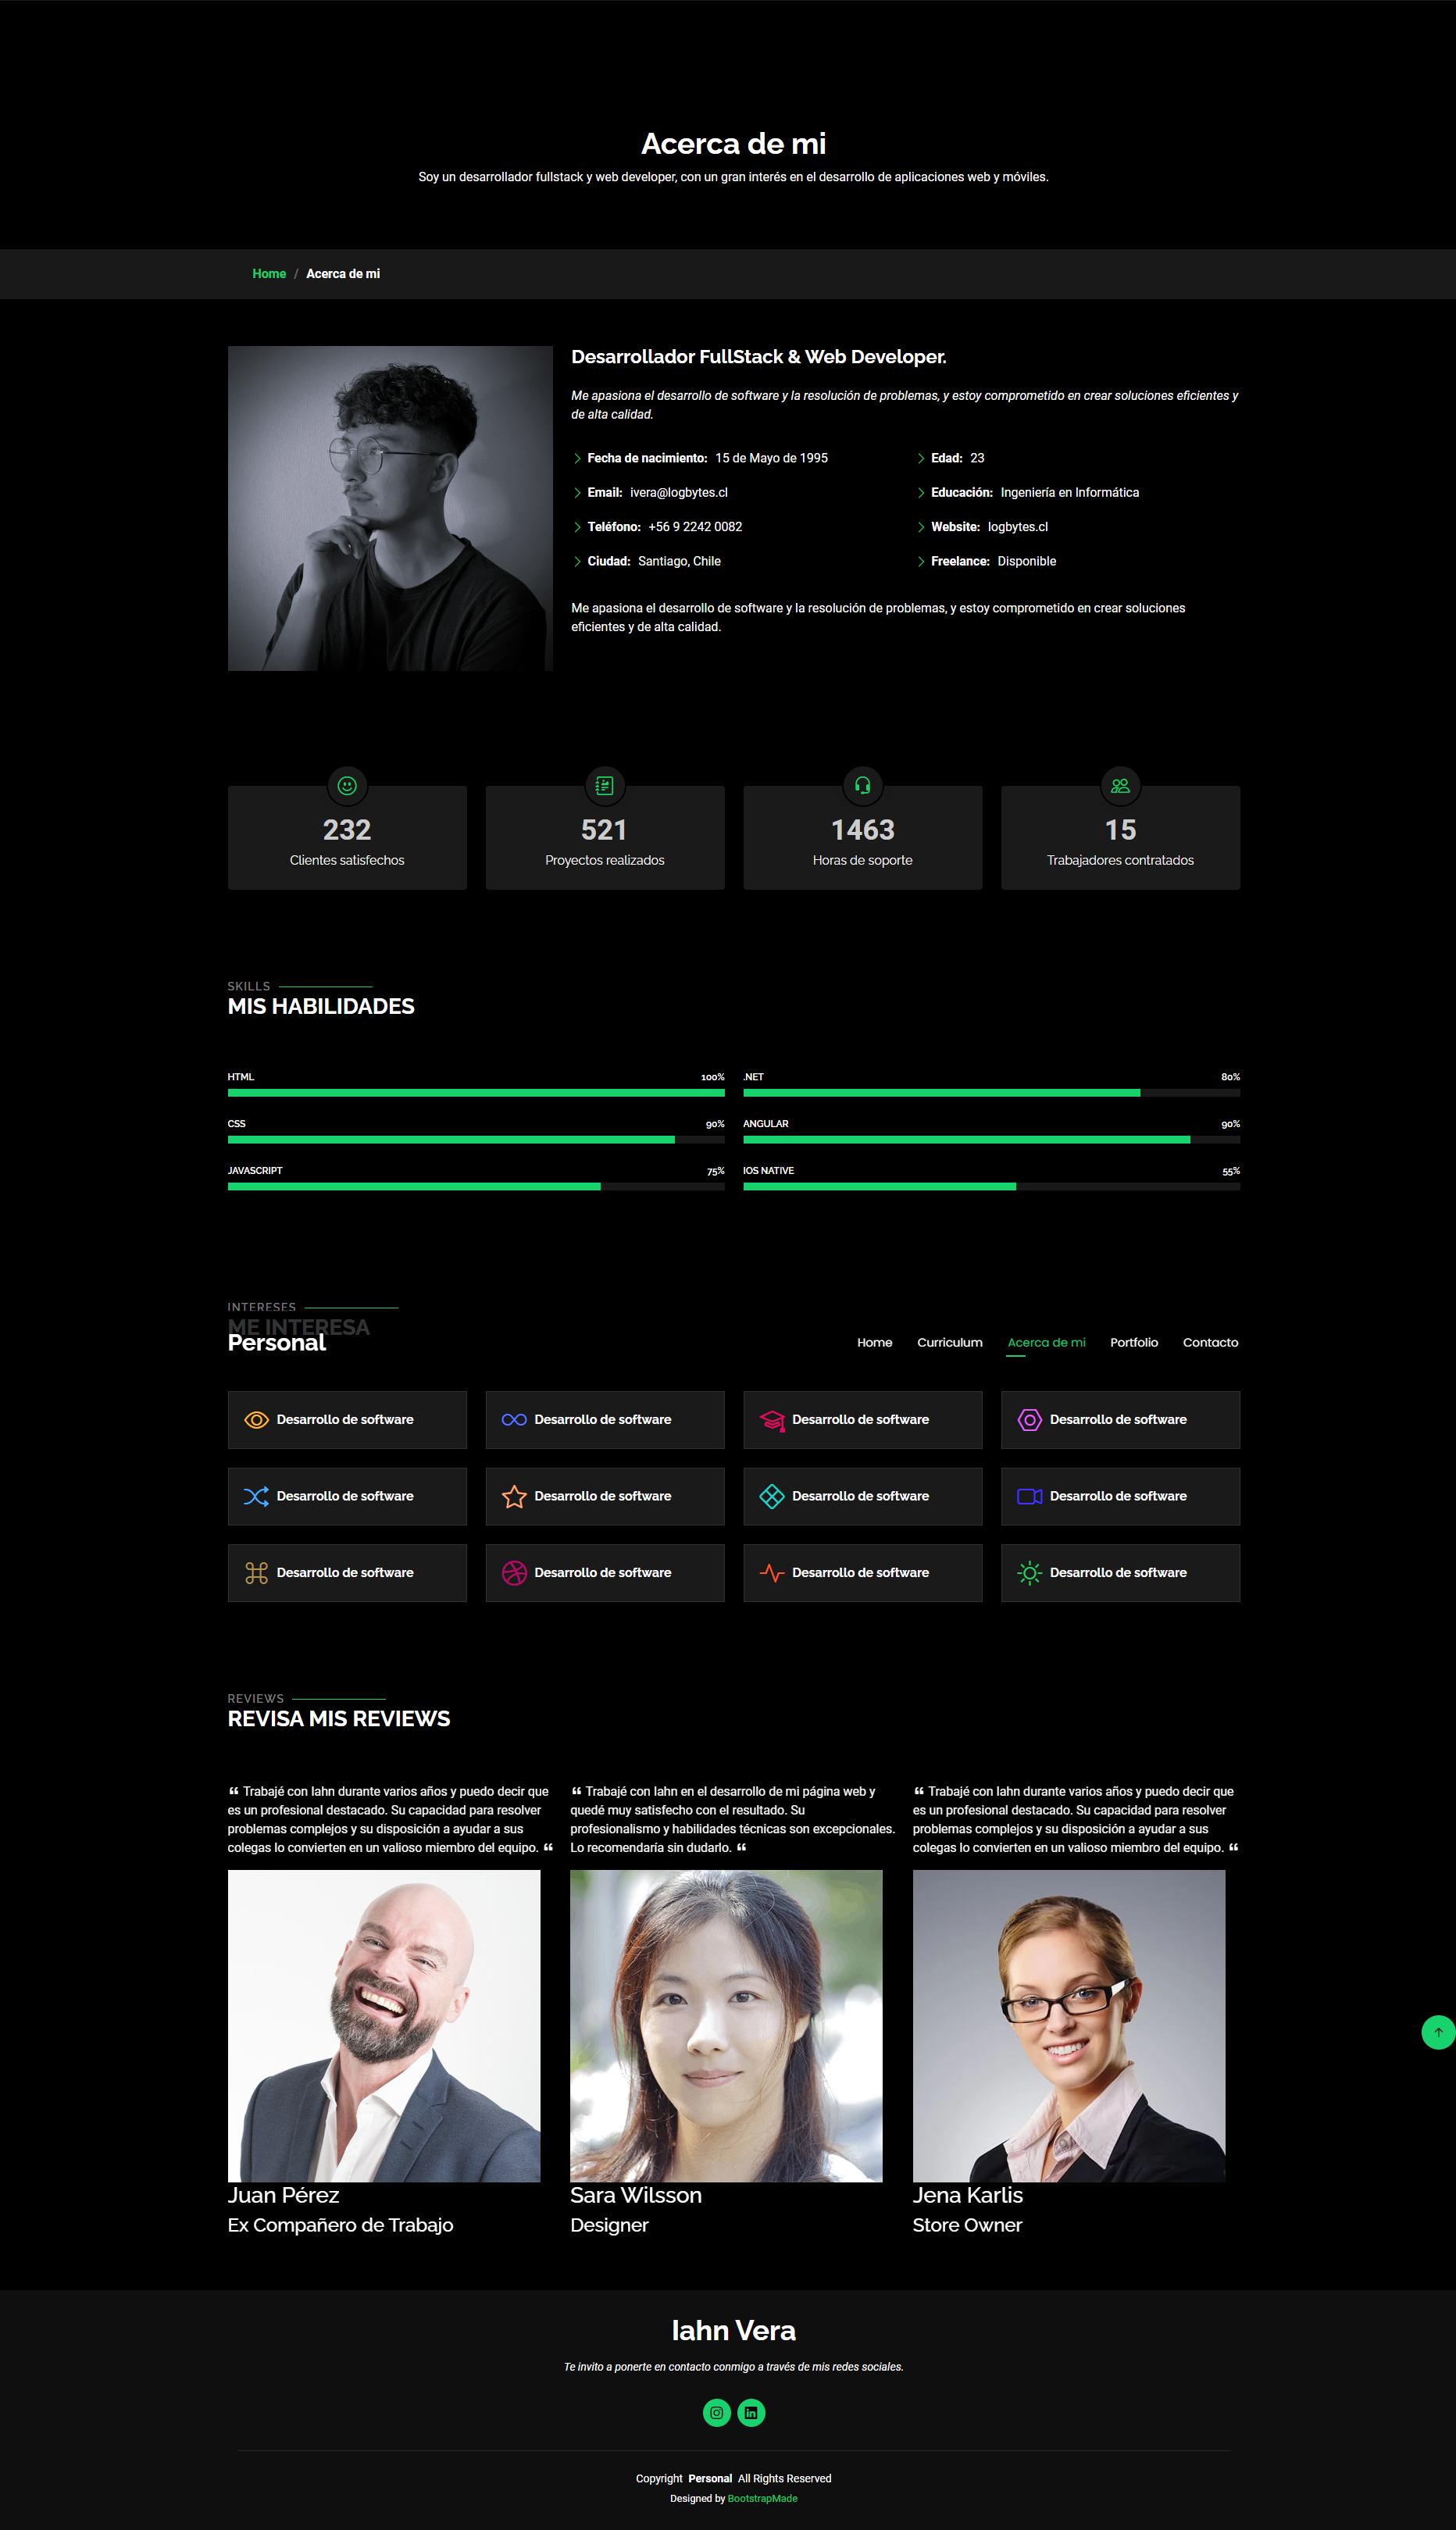 Acerca de mi
Soy un desarrollador fullstack y web developer, con un gran interés en el desarrollo de aplicaciones web y móviles.
Home / Acerca de mi
Desarrollador FullStack & Web Developer.
Me apasiona el desarrollo de software y la resolución de problemas, y estoy comprometido en crear soluciones eficientes y
de alta calidad.
Fecha de nacimiento: 15 de Mayo de 1995
Email: ivera@logbytes.cl
Teléfono: +56 9 2242 0082
Ciudad: Santiago, Chile
Edad: 23
Educación: Ingeniería en Informática
Website: logbytes.cl
Freelance: Disponible
Me apasiona el desarrollo de software y la resolución de problemas, y estoy comprometido en crear soluciones
eficientes y de alta calidad.
232
Clientes satisfechos
521
Proyectos realizados
1463
Horas de soporte
15
Trabajadores contratados
SKILLS
MIS HABILIDADES
HTML 100%
CSS 90%
JAVASCRIPT 75%
.NET 80%
ANGULAR 90%
IOS NATIVE 55%
INTERESES
ME INTERESA
Personal
Home Curriculum Acerca de mi Portfolio Contacto
Desarrollo de software
Desarrollo de software
Desarrollo de software
Desarrollo de software
Desarrollo de software
Desarrollo de software
Desarrollo de software
Desarrollo de software
Desarrollo de software
Desarrollo de software
Desarrollo de software
Desarrollo de software
REVIEWS
REVISA MIS REVIEWS
“ Trabajé con Iahn durante varios años y puedo decir que
es un profesional destacado. Su capacidad para resolver
problemas complejos y su disposición a ayudar a sus
colegas lo convierten en un valioso miembro del equipo. “
Juan Pérez
Ex Compañero de Trabajo
“ Trabajé con Iahn en el desarrollo de mi página web y
quedé muy satisfecho con el resultado. Su
profesionalismo y habilidades técnicas son excepcionales.
Lo recomendaría sin dudarlo. “
Sara Wilsson
Designer
“ Trabajé con Iahn durante varios años y puedo decir que
es un profesional destacado. Su capacidad para resolver
problemas complejos y su disposición a ayudar a sus
colegas lo convierten en un valioso miembro del equipo. “
Jena Karlis
Store Owner
Iahn Vera
Te invito a ponerte en contacto conmigo a través de mis redes sociales.
Copyright Personal All Rights Reserved
Designed by BootstrapMade